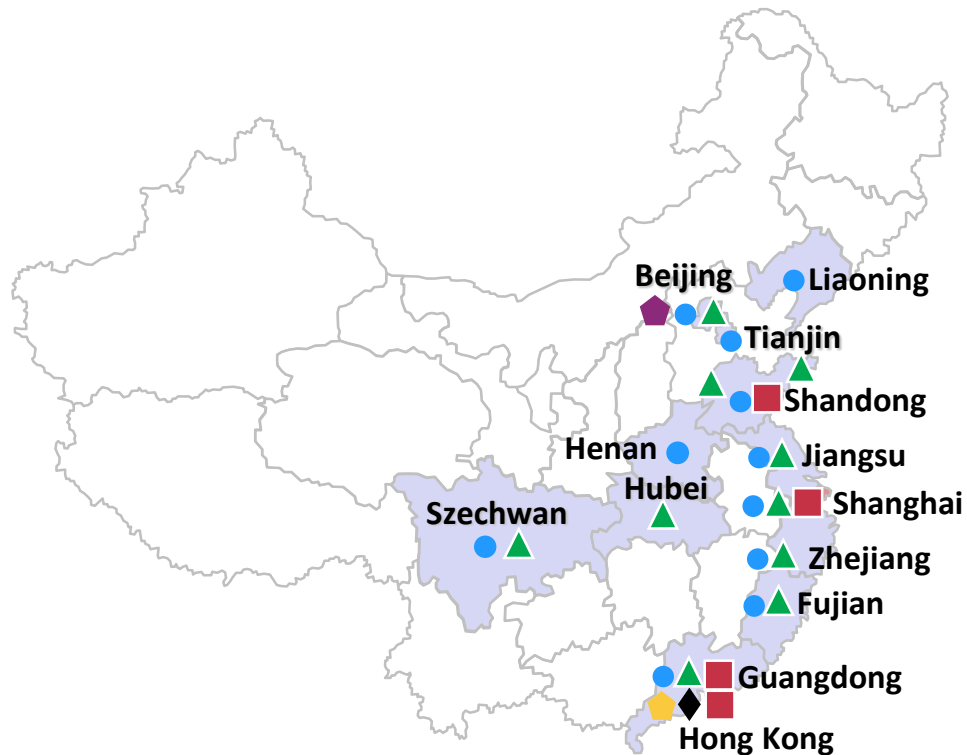 Beijing
Liaoning
Tianjin
Shandong
Henan
Jiangsu
Hubei
Shanghai
Szechwan
Zhejiang
Fujian
Guangdong
Hong Kong